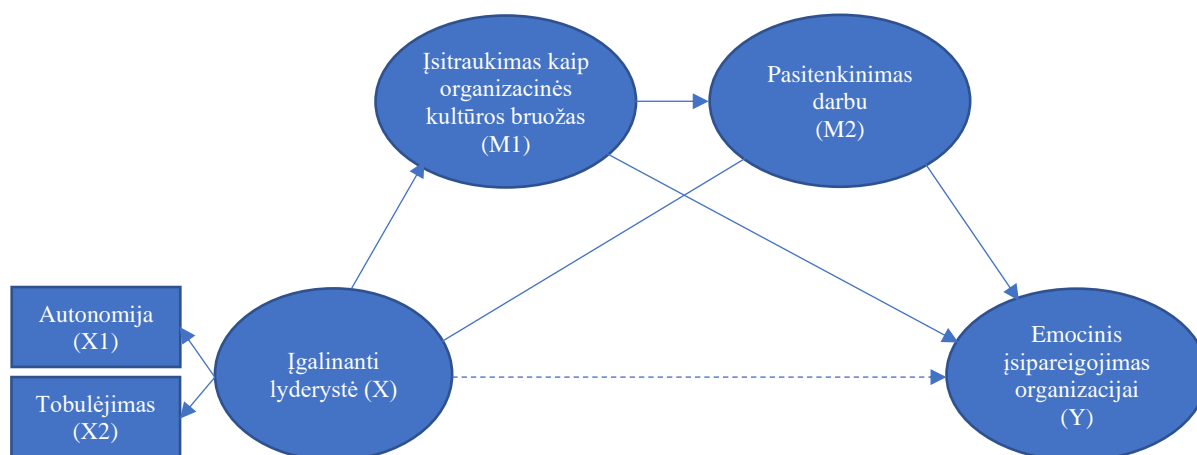 Įsitraukimas kaip
organizacinės
kultūros bruožas
(M1)
Pasitenkinimas
darbu
(M2)
Autonomija
(X1)
Tobulėjimas
(X2)
Įgalinanti
lyderystė (X)
Emocinis
įsipareigojimas
organizacijai
(Y)